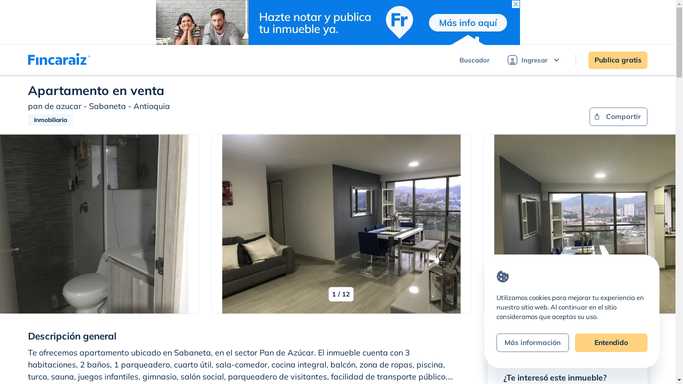 Hazte notar y publica
tu inmueble ya.
Fr
Más info aquí
Fincaraiz
Buscador
Ingresar
Publica gratis
Apartamento en venta
pan de azucar - Sabaneta - Antioquia
Inmobiliaria
Compartir
1 / 12
Utilizamos cookies para mejorar tu experiencia en
nuestro sitio web. Al continuar en el sitio
consideramos que aceptas su uso.
Más información
Entendido
Descripción general
Te ofrecemos apartamento ubicado en Sabaneta, en el sector Pan de Azúcar. El inmueble cuenta con 3
habitaciones, 2 baños, 1 parqueadero, cuarto útil, sala-comedor, cocina integral, balcón, zona de ropas, piscina,
turco, sauna, juegos infantiles, gimnasio, salón social, parqueadero de visitantes, facilidad de transporte público....
¿Te interesó este inmueble?